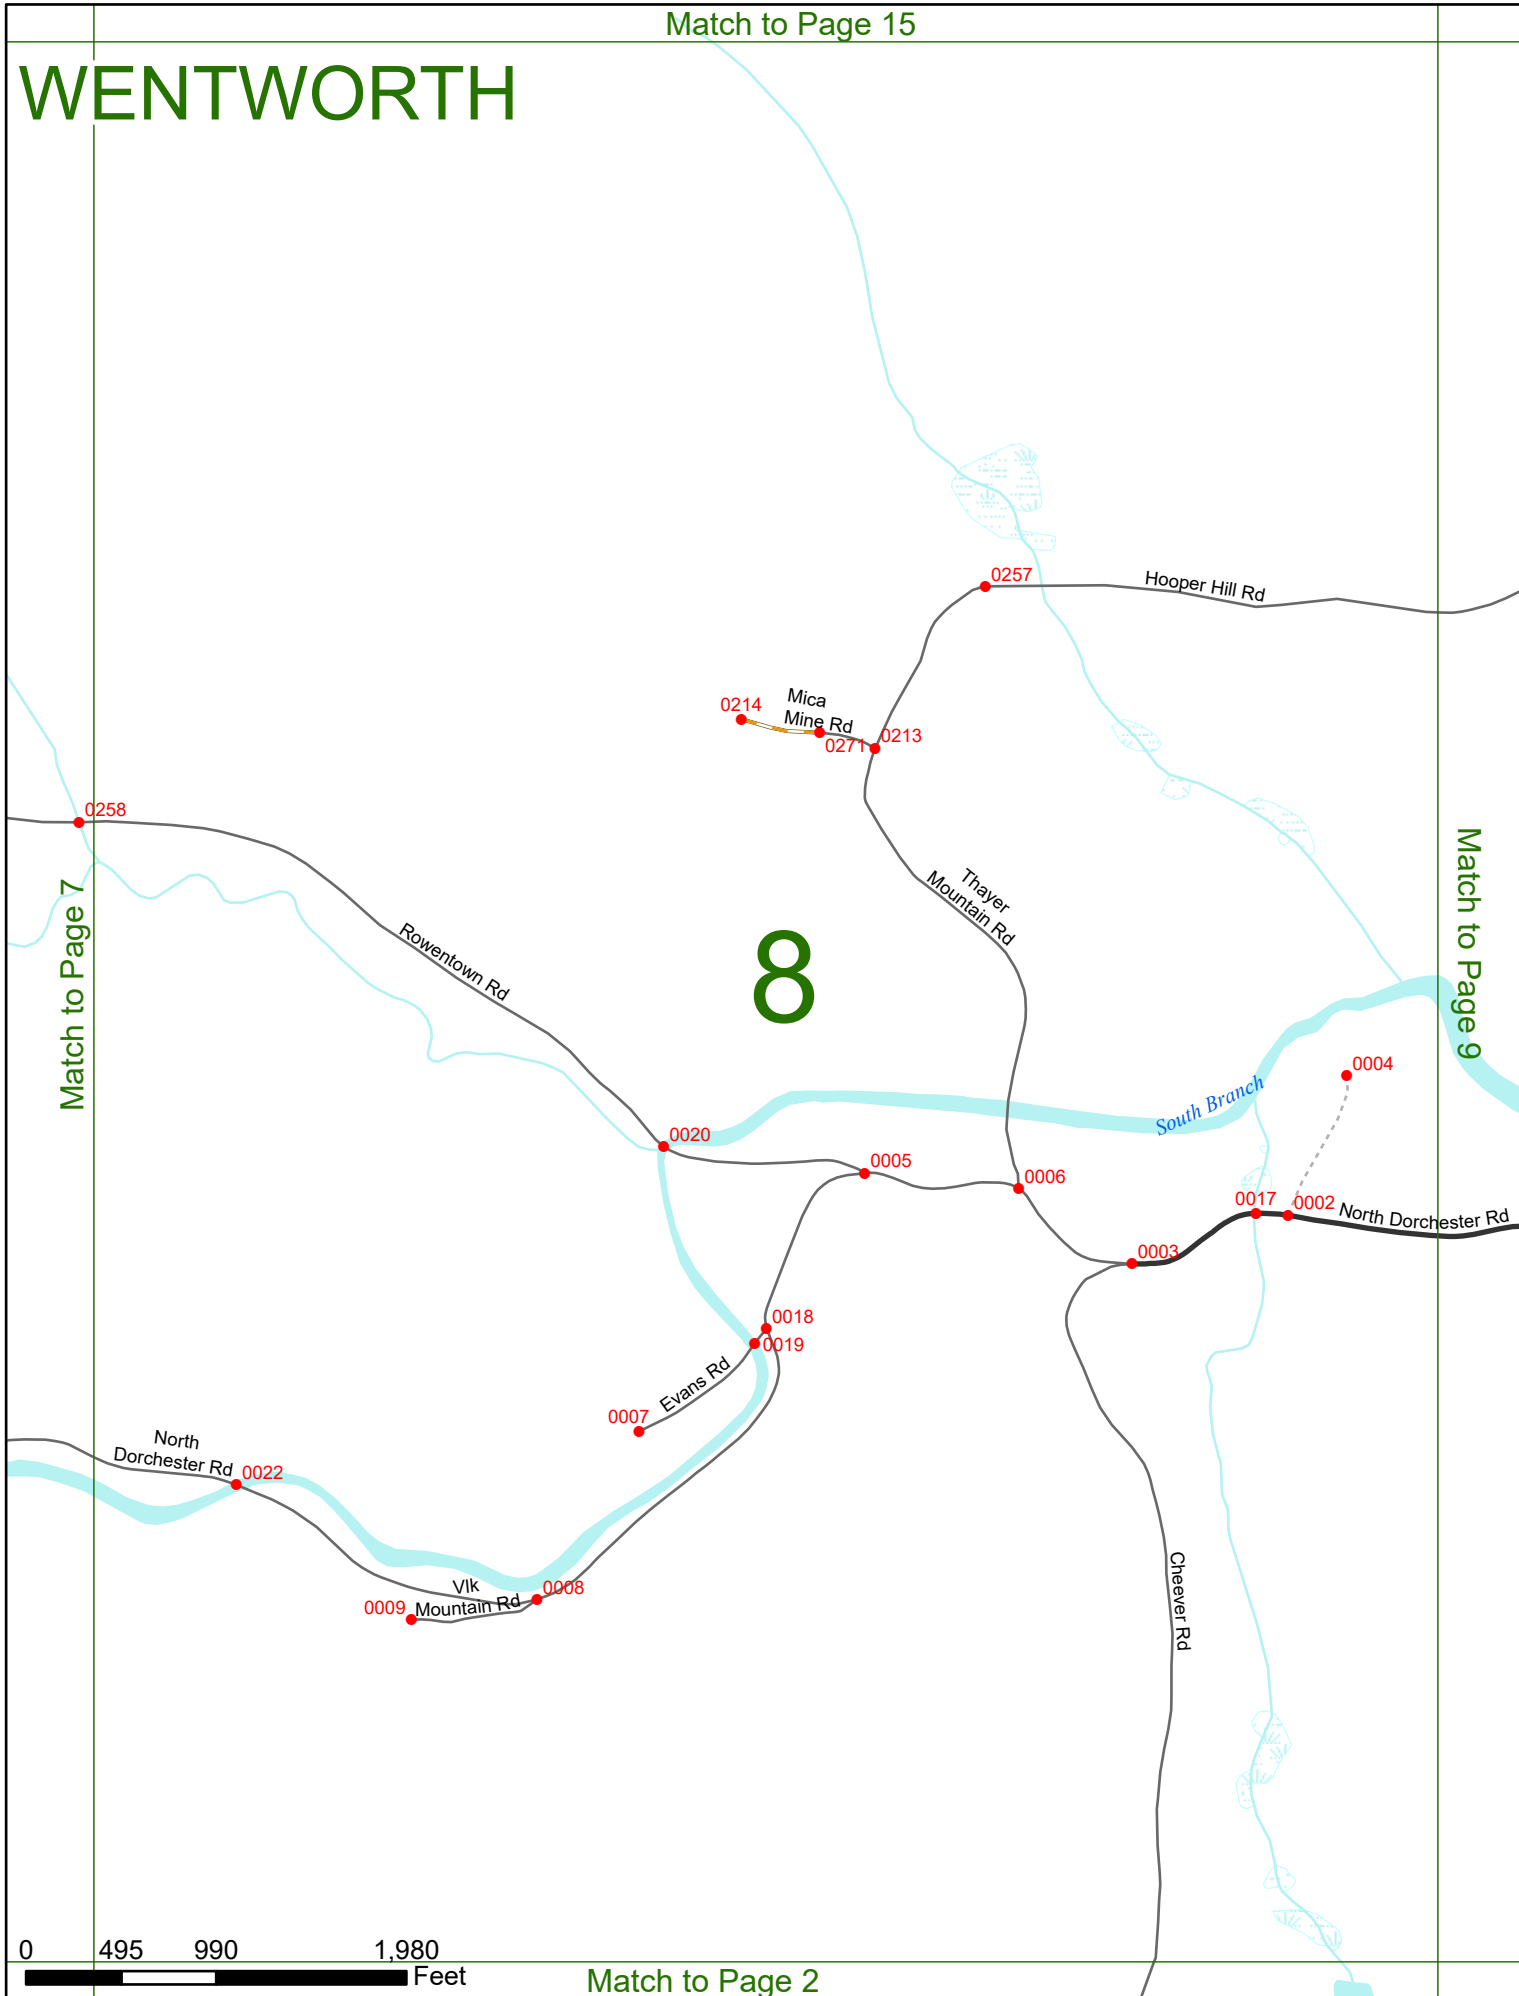 Match to Page 15
WENTWORTH
0257
Hooper Hill Rd
Mica
Mine Rd
0214
0271
0213
0258
Match to Page 7
Rowentown Rd
Thayer
Mountain Rd
8
Match to Page 9
0004
South Branch
0020
0005
0006
0017
0002
North Dorchester Rd
0003
0018
0019
Evans Rd
0007
North
Dorchester Rd
0022
Vlk
Mountain Rd
0008
0009
Cheever Rd
0 495 990 1,980
Feet
Match to Page 2